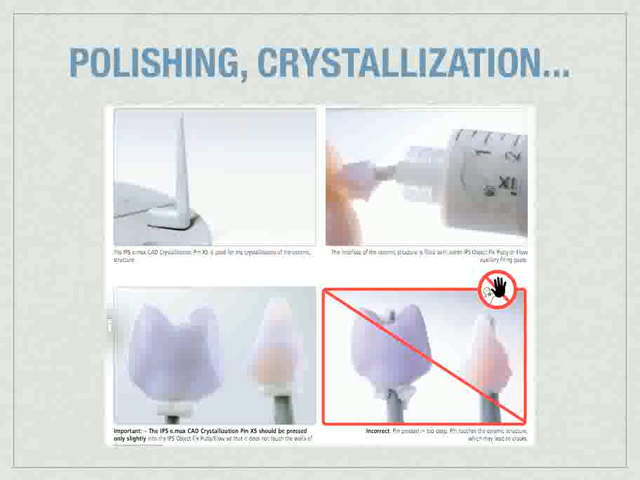 POLISHING, CRYSTALLIZATION...
1 2
The IPS e.max CAD Crystallization Pin XS is used for the crystallization of the ceramic
structure.
The interface of the ceramic structure is filled with either IPS Object Fix Putty or Flow
auxiliary firing paste.
Important: – The IPS e.max CAD Crystallization Pin XS should be pressed
only slightly into the IPS Object Fix Putty/Flow so that it does not touch the walls of
Incorrect: Pin pressed in too deep. Pin touches the ceramic structure,
which may lead to cracks.